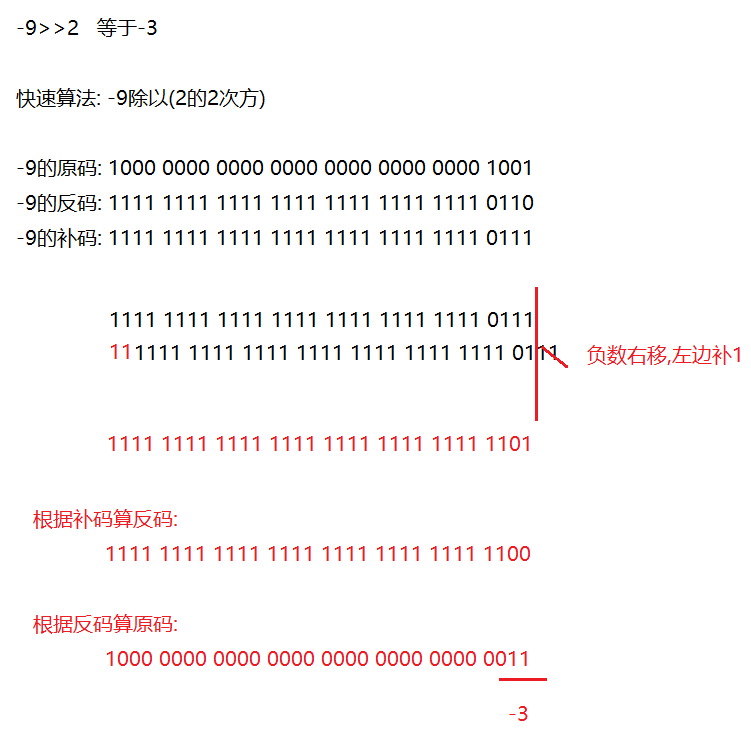 -9>>2 等于-3
快速算法: -9除以(2的2次方)
-9的原码: 1000 0000 0000 0000 0000 0000 0000 1001
-9的反码: 1111 1111 1111 1111 1111 1111 1111 0110
-9的补码: 1111 1111 1111 1111 1111 1111 1111 0111
1111 1111 1111 1111 1111 1111 1111 0111
111111 1111 1111 1111 1111 1111 1111 0111
负数右移,左边补1
1111 1111 1111 1111 1111 1111 1111 1101
根据补码算反码:
1111 1111 1111 1111 1111 1111 1111 1100
根据反码算原码:
1000 0000 0000 0000 0000 0000 0000 0011
-3